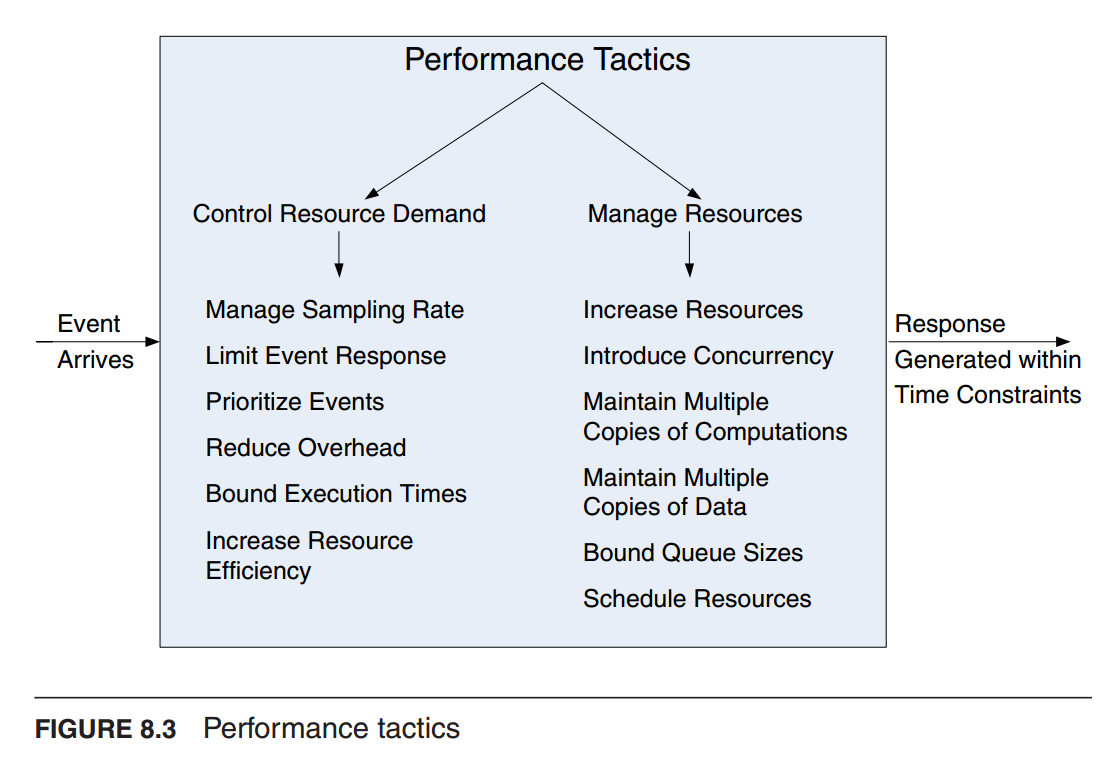 Performance Tactics
Control Resource Demand
Manage Sampling Rate
Limit Event Response
Prioritize Events
Reduce Overhead
Bound Execution Times
Increase Resource
Efficiency
Manage Resources
Increase Resources
Introduce Concurrency
Maintain Multiple
Copies of Computations
Maintain Multiple
Copies of Data
Bound Queue Sizes
Schedule Resources
Event
Arrives
Response
Generated within
Time Constraints
FIGURE 8.3 Performance tactics